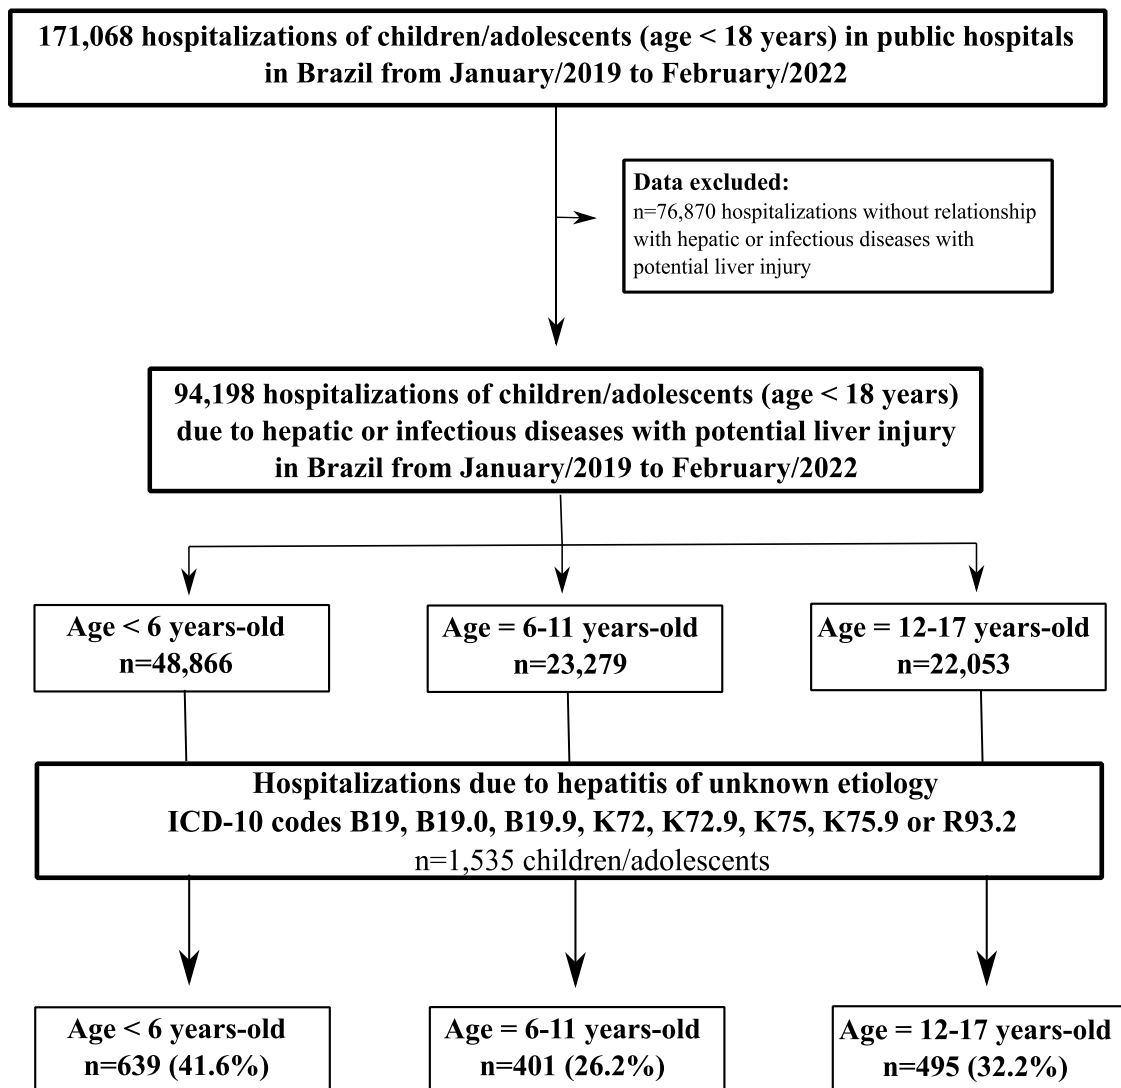 171,068 hospitalizations of children/adolescents (age < 18 years) in public hospitals
in Brazil from January/2019 to February/2022
Data excluded:
n=76,870 hospitalizations without relationship
with hepatic or infectious diseases with
potential liver injury
94,198 hospitalizations of children/adolescents (age < 18 years)
due to hepatic or infectious diseases with potential liver injury
in Brazil from January/2019 to February/2022
Age < 6 years-old
n=48,866
Age = 6-11 years-old
n=23,279
Age = 12-17 years-old
n=22,053
Hospitalizations due to hepatitis of unknown etiology
ICD-10 codes B19, B19.0, B19.9, K72, K72.9, K75, K75.9 or R93.2
n=1,535 children/adolescents
Age < 6 years-old
n=639 (41.6%)
Age = 6-11 years-old
n=401 (26.2%)
Age = 12-17 years-old
n=495 (32.2%)